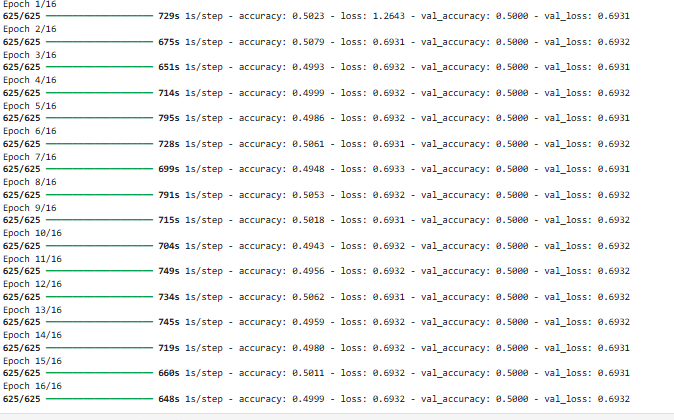 Epoch 1/16
625/625 ━━━━━━━━━━━━━━━━━━━━ 729s 1s/step - accuracy: 0.5023 - loss: 1.2643 - val_accuracy: 0.5000 - val_loss: 0.6931
Epoch 2/16
625/625 ━━━━━━━━━━━━━━━━━━━━ 675s 1s/step - accuracy: 0.5079 - loss: 0.6931 - val_accuracy: 0.5000 - val_loss: 0.6932
Epoch 3/16
625/625 ━━━━━━━━━━━━━━━━━━━━ 651s 1s/step - accuracy: 0.4993 - loss: 0.6932 - val_accuracy: 0.5000 - val_loss: 0.6931
Epoch 4/16
625/625 ━━━━━━━━━━━━━━━━━━━━ 714s 1s/step - accuracy: 0.4999 - loss: 0.6932 - val_accuracy: 0.5000 - val_loss: 0.6932
Epoch 5/16
625/625 ━━━━━━━━━━━━━━━━━━━━ 795s 1s/step - accuracy: 0.4986 - loss: 0.6932 - val_accuracy: 0.5000 - val_loss: 0.6931
Epoch 6/16
625/625 ━━━━━━━━━━━━━━━━━━━━ 728s 1s/step - accuracy: 0.5061 - loss: 0.6931 - val_accuracy: 0.5000 - val_loss: 0.6932
Epoch 7/16
625/625 ━━━━━━━━━━━━━━━━━━━━ 699s 1s/step - accuracy: 0.4948 - loss: 0.6933 - val_accuracy: 0.5000 - val_loss: 0.6931
Epoch 8/16
625/625 ━━━━━━━━━━━━━━━━━━━━ 791s 1s/step - accuracy: 0.5053 - loss: 0.6932 - val_accuracy: 0.5000 - val_loss: 0.6932
Epoch 9/16
625/625 ━━━━━━━━━━━━━━━━━━━━ 715s 1s/step - accuracy: 0.5018 - loss: 0.6931 - val_accuracy: 0.5000 - val_loss: 0.6932
Epoch 10/16
625/625 ━━━━━━━━━━━━━━━━━━━━ 704s 1s/step - accuracy: 0.4943 - loss: 0.6932 - val_accuracy: 0.5000 - val_loss: 0.6932
Epoch 11/16
625/625 ━━━━━━━━━━━━━━━━━━━━ 749s 1s/step - accuracy: 0.4956 - loss: 0.6932 - val_accuracy: 0.5000 - val_loss: 0.6932
Epoch 12/16
625/625 ━━━━━━━━━━━━━━━━━━━━ 734s 1s/step - accuracy: 0.5062 - loss: 0.6931 - val_accuracy: 0.5000 - val_loss: 0.6932
Epoch 13/16
625/625 ━━━━━━━━━━━━━━━━━━━━ 745s 1s/step - accuracy: 0.4959 - loss: 0.6932 - val_accuracy: 0.5000 - val_loss: 0.6932
Epoch 14/16
625/625 ━━━━━━━━━━━━━━━━━━━━ 719s 1s/step - accuracy: 0.4980 - loss: 0.6932 - val_accuracy: 0.5000 - val_loss: 0.6931
Epoch 15/16
625/625 ━━━━━━━━━━━━━━━━━━━━ 660s 1s/step - accuracy: 0.5011 - loss: 0.6932 - val_accuracy: 0.5000 - val_loss: 0.6931
Epoch 16/16
625/625 ━━━━━━━━━━━━━━━━━━━━ 648s 1s/step - accuracy: 0.4999 - loss: 0.6932 - val_accuracy: 0.5000 - val_loss: 0.6932